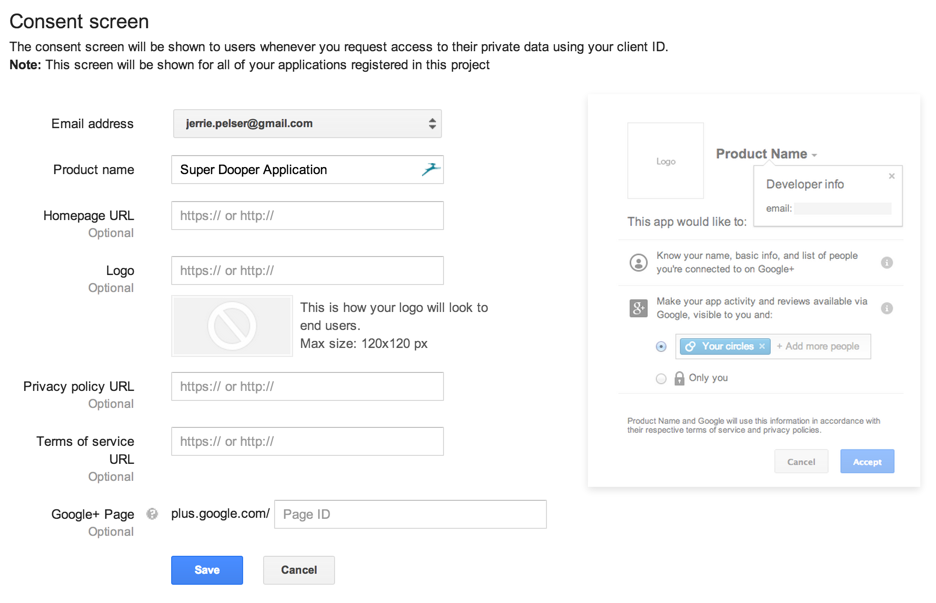 Consent screen
The consent screen will be shown to users whenever you request access to their private data using your client ID.
Note: This screen will be shown for all of your applications registered in this project
Email address
jerrie.pelser@gmail.com
Product name
Super Dooper Application
Homepage URL
Optional
https:// or http://
Logo
Optional
https:// or http://
This is how your logo will look to
end users.
Max size: 120x120 px
Privacy policy URL
Optional
https:// or http://
Terms of service
URL
Optional
https:// or http://
Google+ Page
Optional
?
plus.google.com/
Page ID
Save
Cancel
Logo
Product Name
Developer info
×
email:
This app would like to:
Know your name, basic info, and list of people
you're connected to on Google+
i
g+
Make your app activity and reviews available via
Google, visible to you and:
i
Your circles ×
+ Add more people
Only you
Product Name and Google will use this information in accordance with
their respective terms of service and privacy policies.
Cancel
Accept